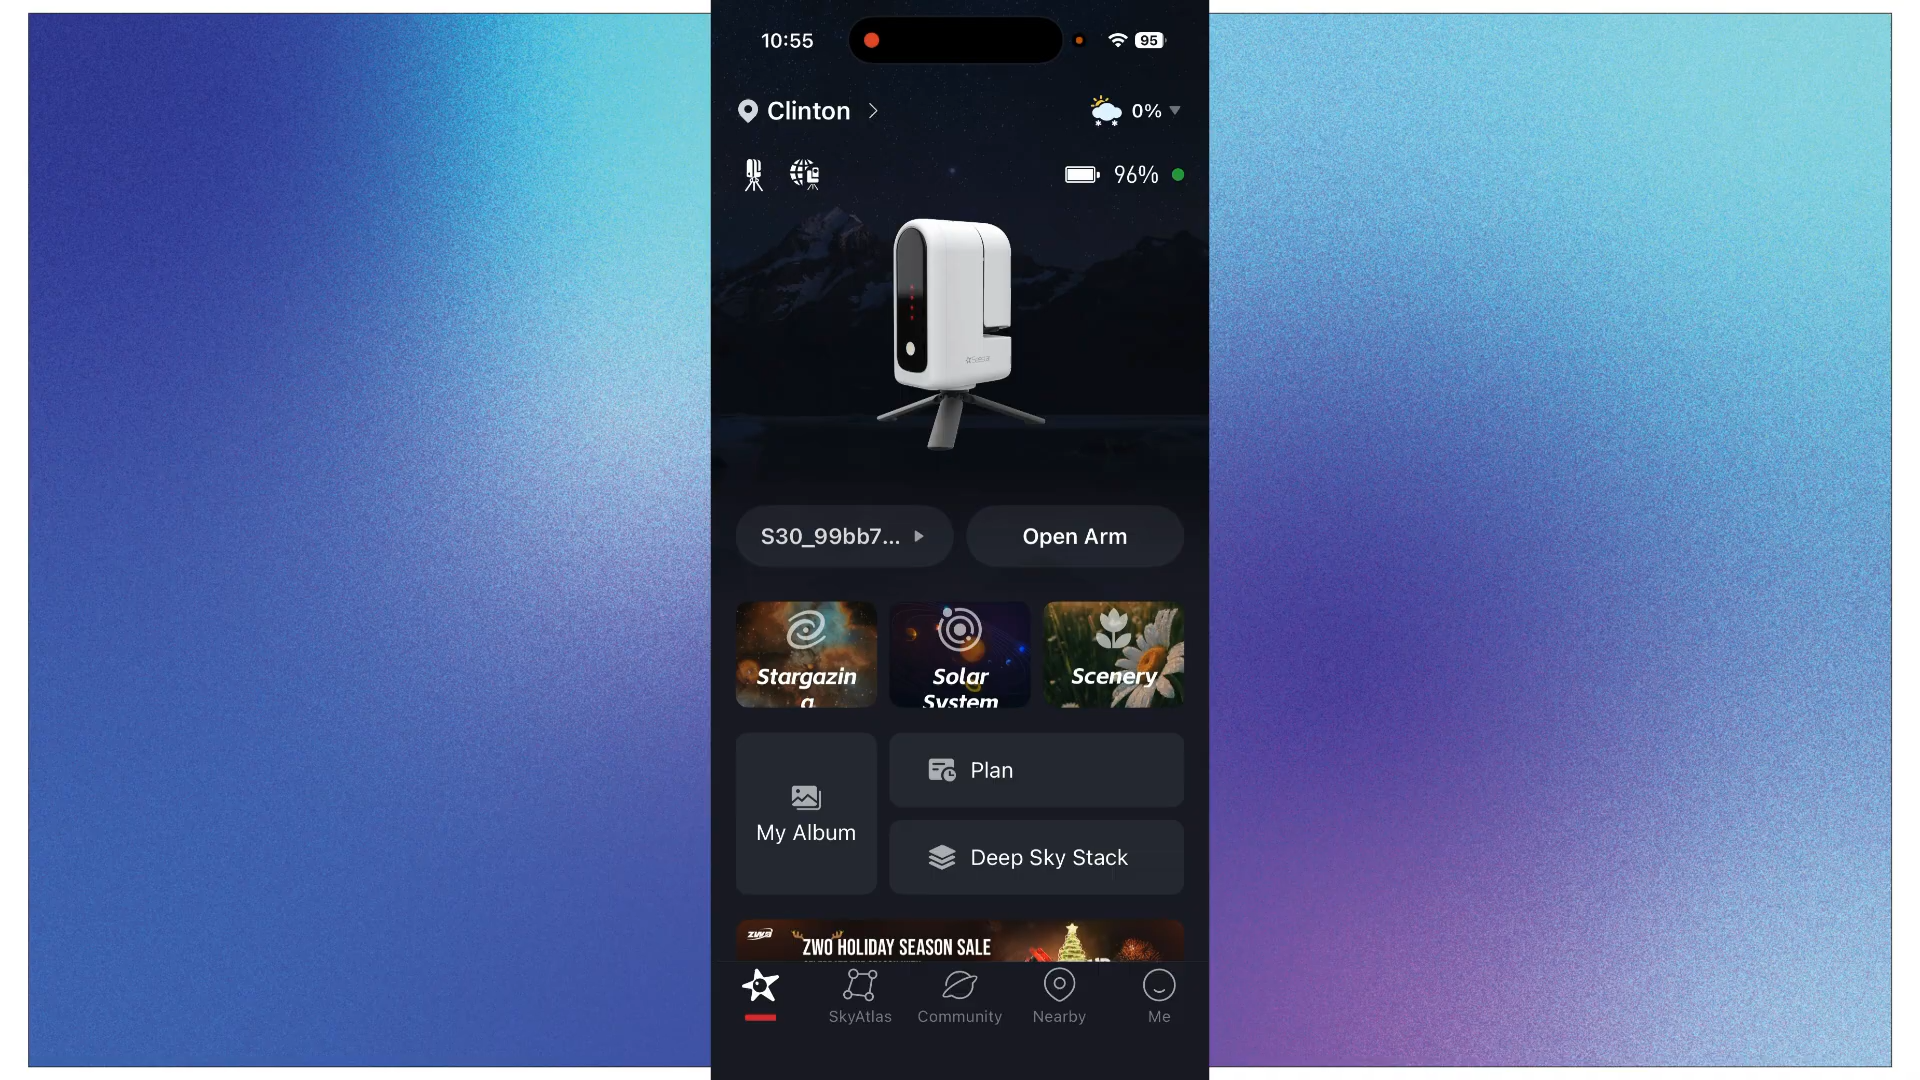 10:55
95
Clinton
0%
96%
S30_99bb7...
Open Arm
Stargazin
g
Solar
System
Scenery
My Album
Plan
Deep Sky Stack
ZWO
ZWO HOLIDAY SEASON SALE
SkyAtlas
Community
Nearby
Me